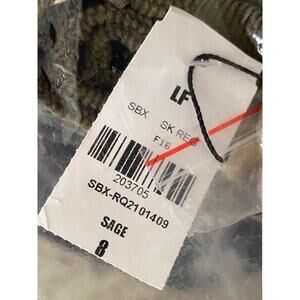 LF
SBX SK REG
F16
203705
SBX-RQ2101409
SAGE
8